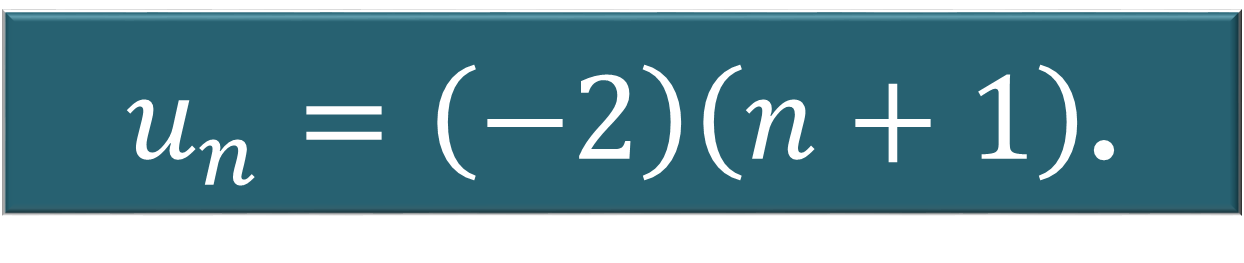 uₙ = (−2)(n + 1).